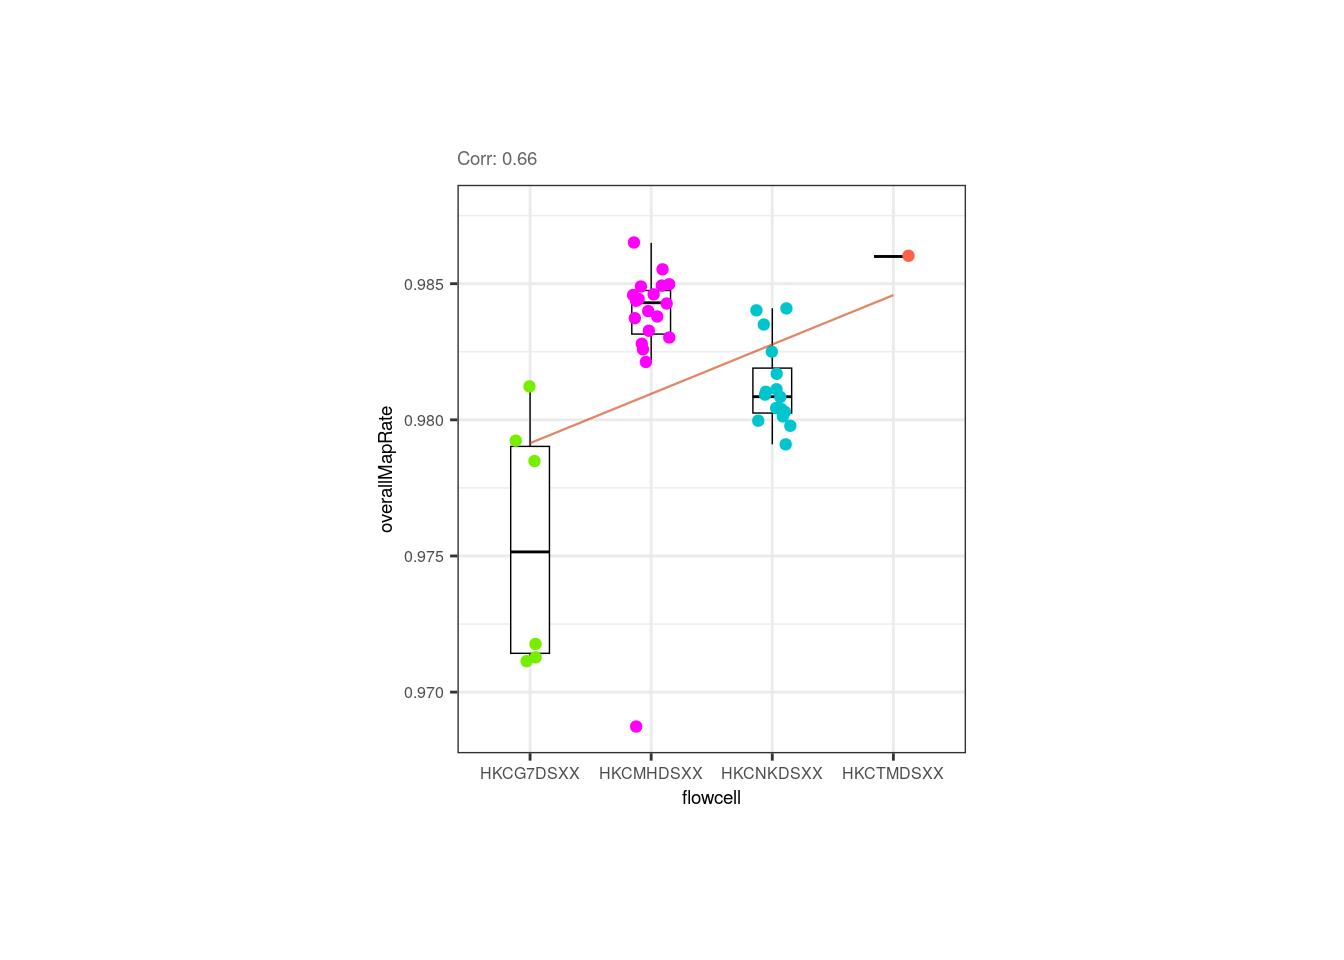 Corr: 0.66
overallMapRate
0.985
0.980
0.975
0.970
HKCG7DSXX HKCMHDSXX HKCNKDSXX HKCTMDSXX
flowcell